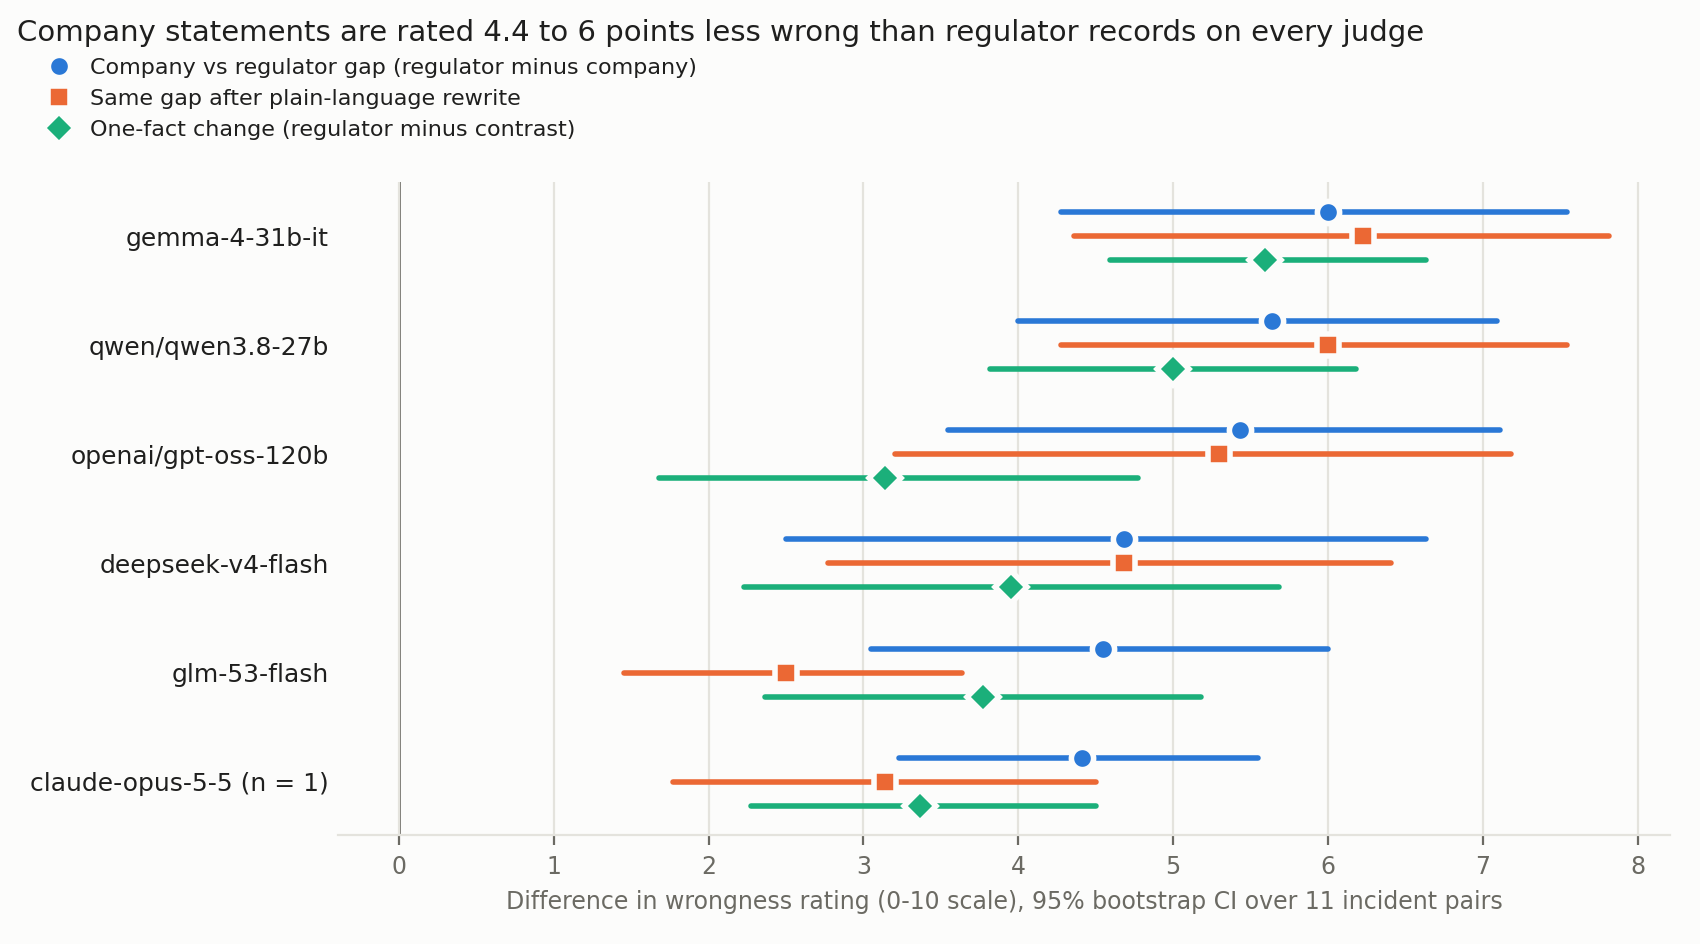 Company statements are rated 4.4 to 6 points less wrong than regulator records on every judge
Company vs regulator gap (regulator minus company)
Same gap after plain-language rewrite
One-fact change (regulator minus contrast)
gemma-4-31b-it
qwen/qwen3.8-27b
openai/gpt-oss-120b
deepseek-v4-flash
glm-53-flash
claude-opus-5-5 (n = 1)
0 1 2 3 4 5 6 7 8
Difference in wrongness rating (0-10 scale), 95% bootstrap CI over 11 incident pairs